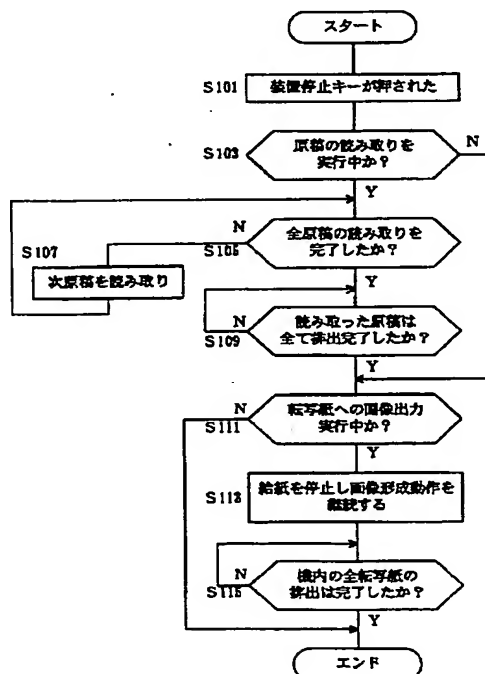 スタート
S101
装置停止キーが押された
S103
原稿の読み取りを
実行中か？
N
Y
S107
次原稿を読み取り
N
S105
全原稿の読み取りを
完了したか？
Y
N
S109
読み取った原稿は
全て排出完了したか？
Y
N
S111
転写紙への画像出力
実行中か？
Y
S113
給紙を停止し画像形成動作を
継続する
N
S115
機内の全転写紙の
排出は完了したか？
Y
エンド